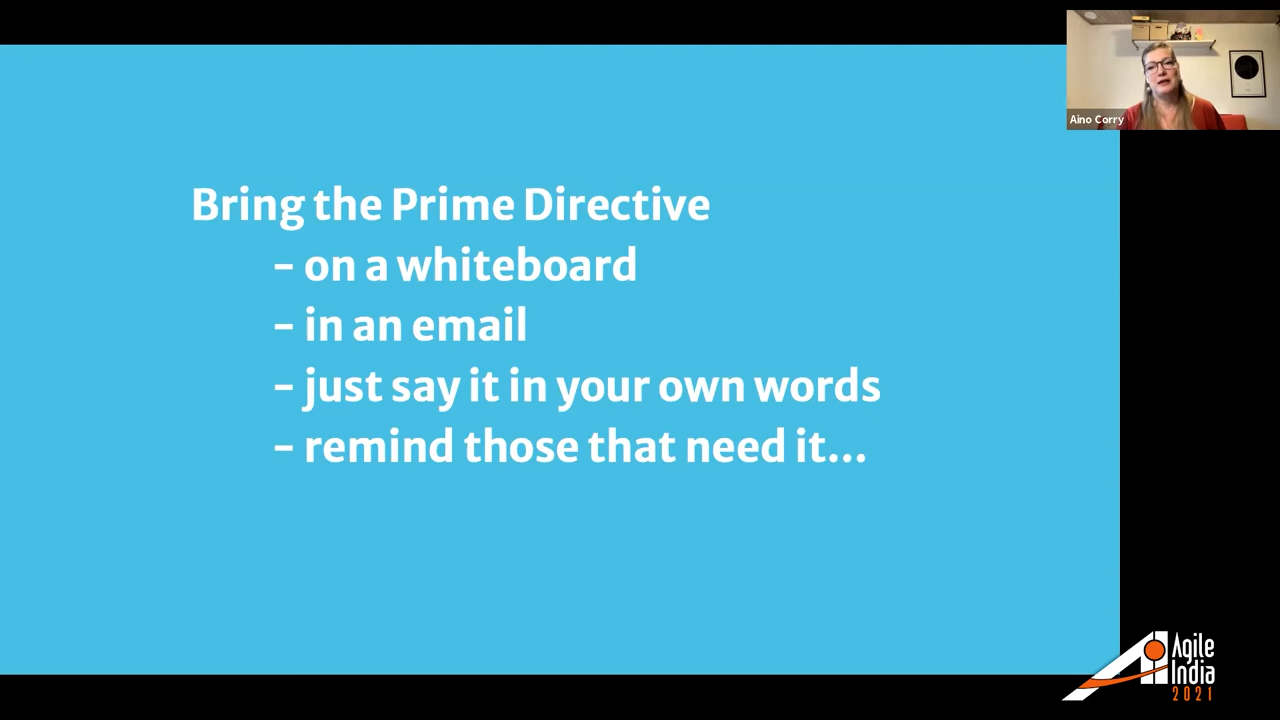 Aino Corry
Bring the Prime Directive
- on a whiteboard
- in an email
- just say it in your own words
- remind those that need it...
Agile
India
2021